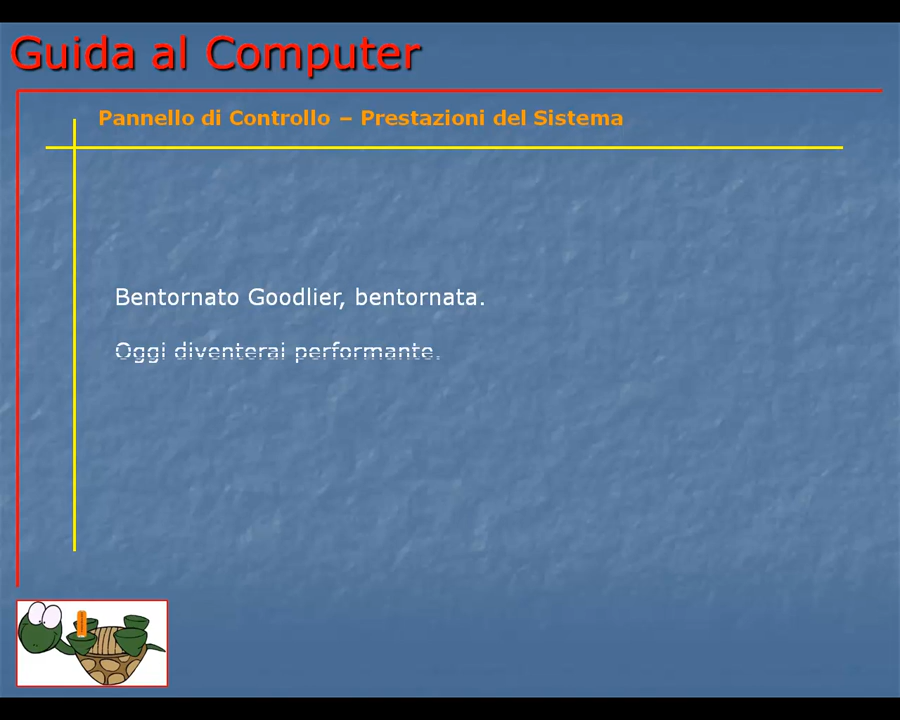 Guida al Computer
Pannello di Controllo – Prestazioni del Sistema
Bentornato Goodlier, bentornata.
Oggi diventerai performante.